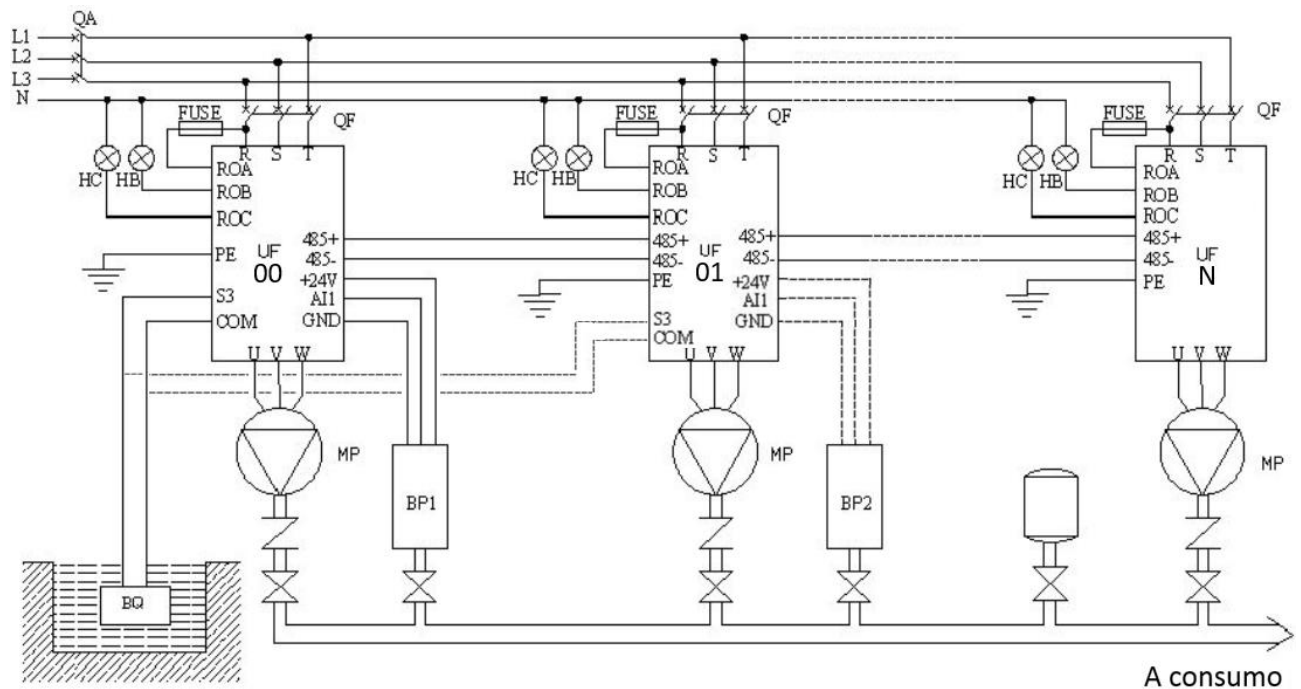 QA
L1
L2
L3
N
FUSE
QF
R S T
HC HB
ROA
ROB
ROC
PE
UF
00
485+
485-
+24V
AI1
GND
S3
COM
U V W
MP
BP1
BQ
FUSE
QF
R S T
HC HB
ROA
ROB
ROC
485+
485-
PE
UF
01
485+
485-
+24V
AI1
GND
S3
COM
U V W
MP
BP2
FUSE
QF
R S T
HC HB
ROA
ROB
ROC
485+
485-
PE
UF
N
U V W
MP
A consumo